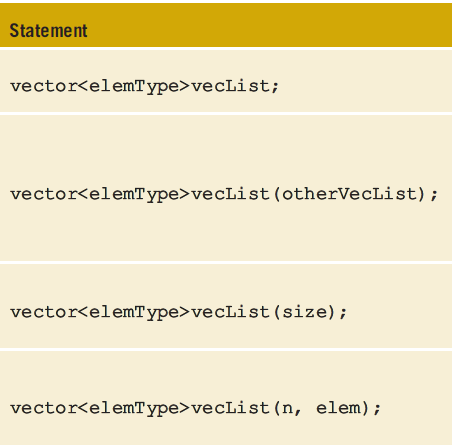 Statement
vector<elemType>vecList;
vector<elemType>vecList(otherVecList);
vector<elemType>vecList(size);
vector<elemType>vecList(n, elem);